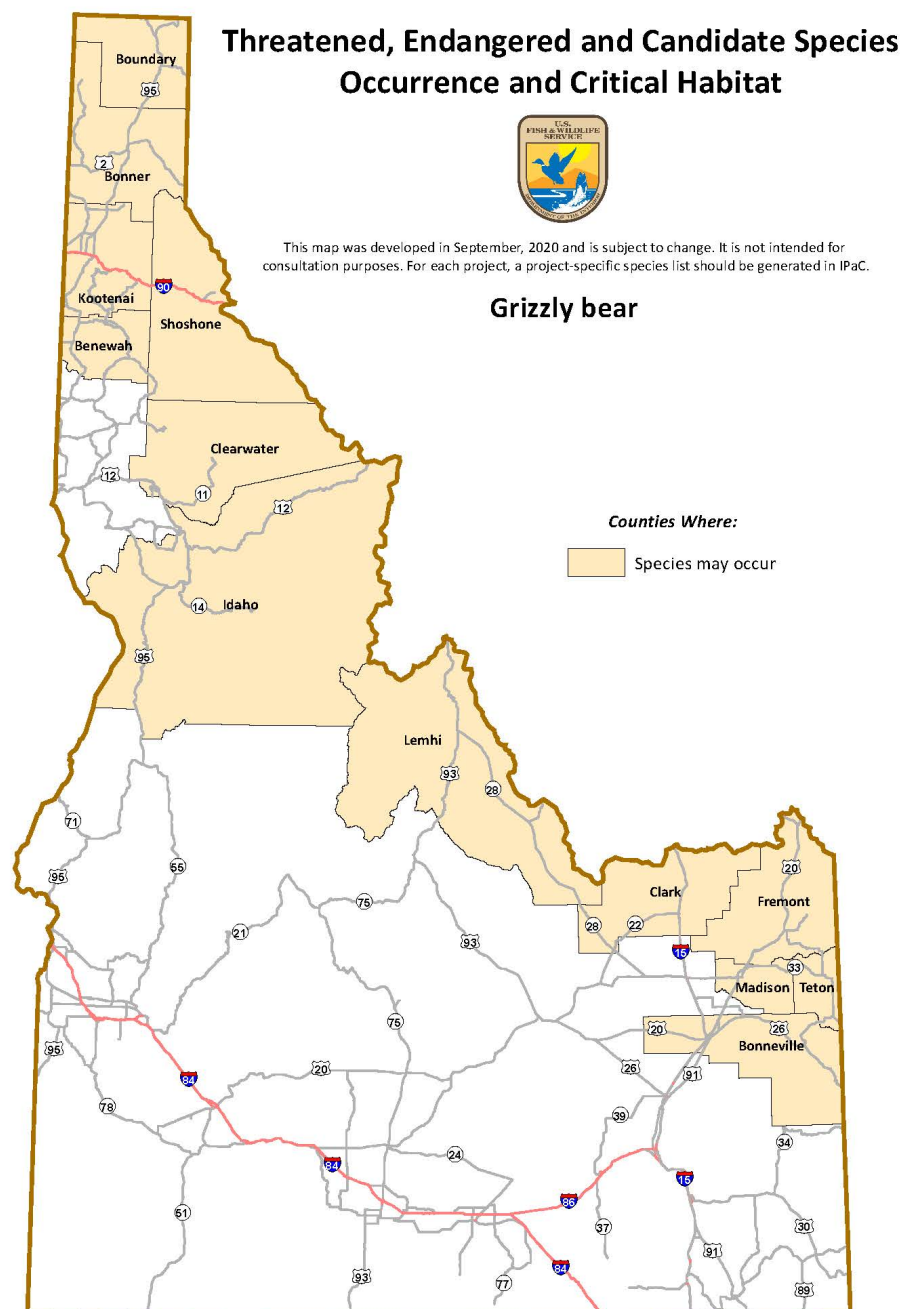 Threatened, Endangered and Candidate Species
Occurrence and Critical Habitat
U.S.
FISH & WILDLIFE
SERVICE
DEPARTMENT OF THE INTERIOR
This map was developed in September, 2020 and is subject to change. It is not intended for
consultation purposes. For each project, a project-specific species list should be generated in IPaC.
Grizzly bear
Counties Where:
Species may occur
Boundary
95
2
Bonner
Kootenai
90
Shoshone
Benewah
Clearwater
12
11
12
14
Idaho
95
Lemhi
93
28
71
95
55
75
21
93
Clark
28
22
15
20
Fremont
33
Madison
Teton
20
26
Bonneville
75
95
84
20
26
91
78
39
84
24
34
86
15
51
37
30
91
93
77
84
89